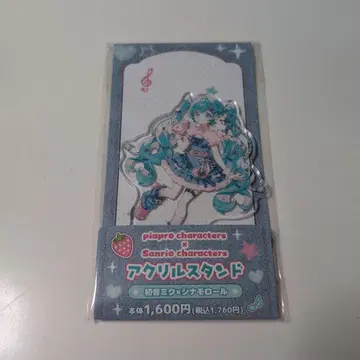 piapro characters
×
Sanrio characters
アクリルスタンド
初音ミク×シナモロール
本体1,600円(税込1,760円)